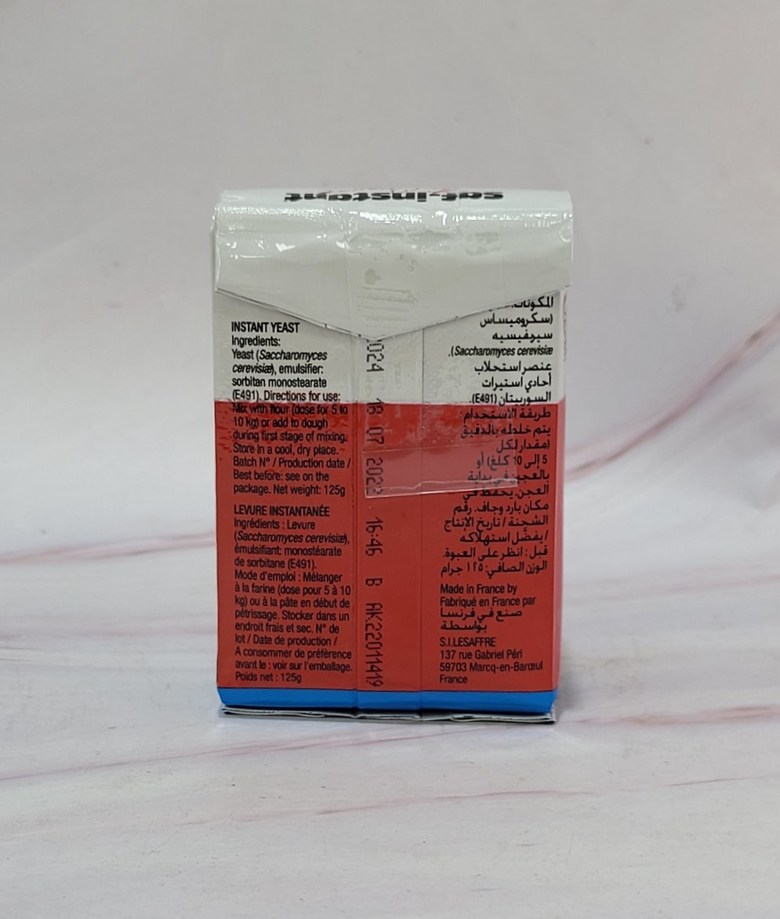 saf-instant
INSTANT YEAST
Ingredients:
Yeast (Saccharomyces
cerevisiæ), emulsifier:
sorbitan monostearate
(E491). Directions for use:
Mix with flour (dose for 5 to
10 kg) or add to dough
during first stage of mixing.
Store in a cool, dry place.
Batch N° / Production date /
Best before: see on the
package. Net weight: 125g
LEVURE INSTANTANÉE
Ingrédients : Levure
(Saccharomyces cerevisiæ),
émulsifiant: monostéarate
de sorbitane (E491).
Mode d'emploi : Mélanger
à la farine (dose pour 5 à 10
kg) ou à la pâte en début de
pétrissage. Stocker dans un
endroit frais et sec. N° de
lot / Date de production /
A consommer de préférence
avant le : voir sur l'emballage.
Poids net : 125g
18 07 2022 16:46 B AK22011419
(سكروميساس
سيرفيسيه
(Saccharomyces cerevisiæ),
عنصر استحلاب
أحادي استيرات
السوربيتان (E491).
طريقة الاستخدام:
يتم خلطه بالدقيق
(مقدار لكل
5 إلى 10 كلغ) أو
العجن. يحفظ في
مكان بارد وجاف. رقم
الشحنة / تاريخ الإنتاج
/ يفضل استهلاكه
قبل : انظر على العبوة.
الوزن الصافي: ١٢٥ جرام
Made in France by
Fabriqué en France par
صنع في فرنسا
بواسطة
S.I.LESAFFRE
137 rue Gabriel Péri
59703 Marcq-en-Barœul
France